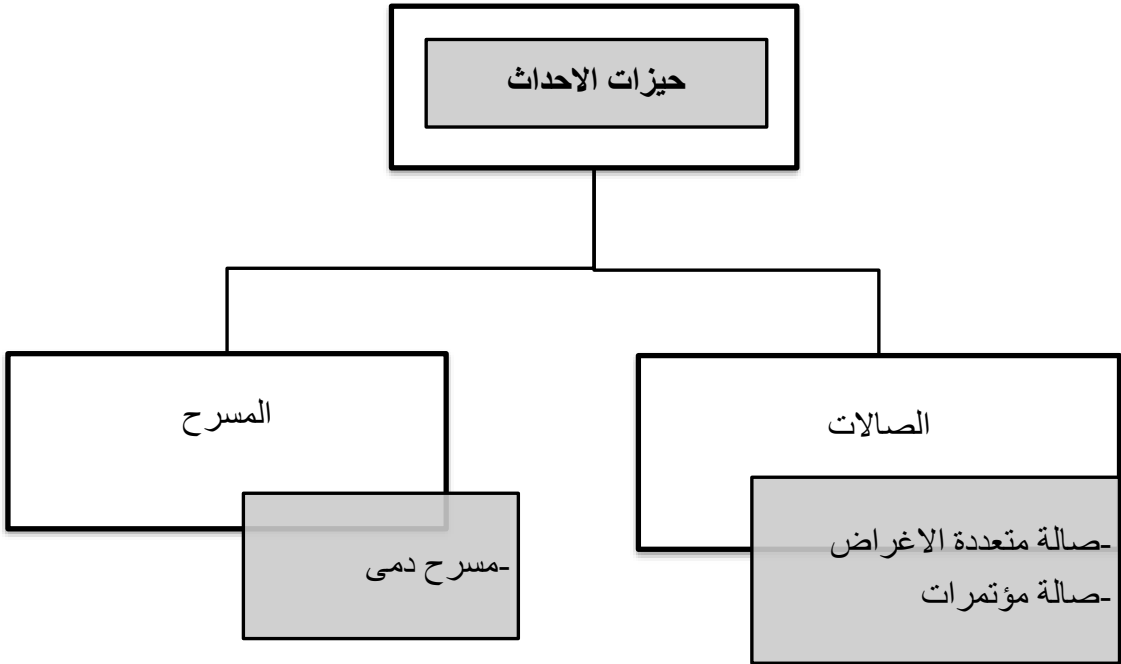 حيزات الاحداث
الصالات
-صالة متعددة الاغراض
-صالة مؤتمرات
المسرح
-مسرح دمى